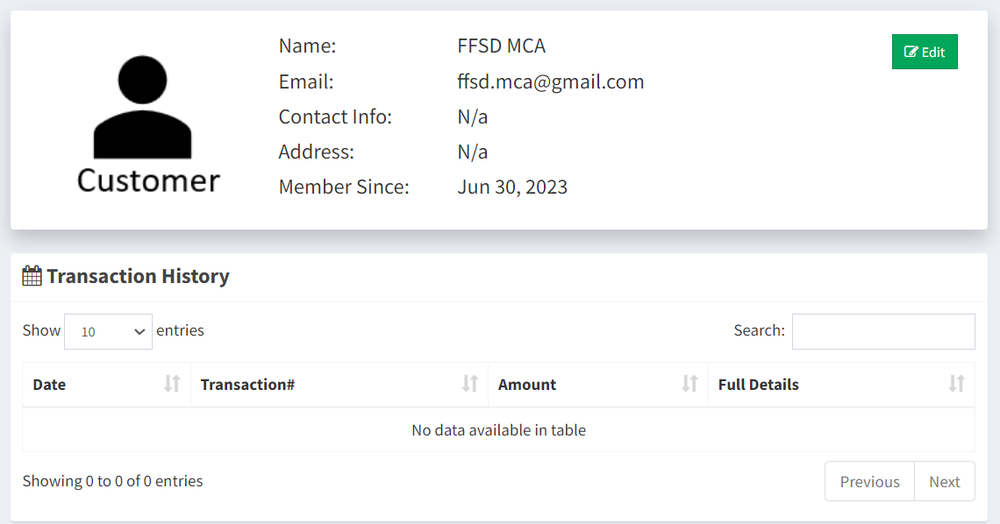 Customer
Name: FFSD MCA
Email: ffsd.mca@gmail.com
Contact Info: N/a
Address: N/a
Member Since: Jun 30, 2023
Edit
Transaction History
Show 10 entries Search:
Date Transaction# Amount Full Details
No data available in table
Showing 0 to 0 of 0 entries Previous Next